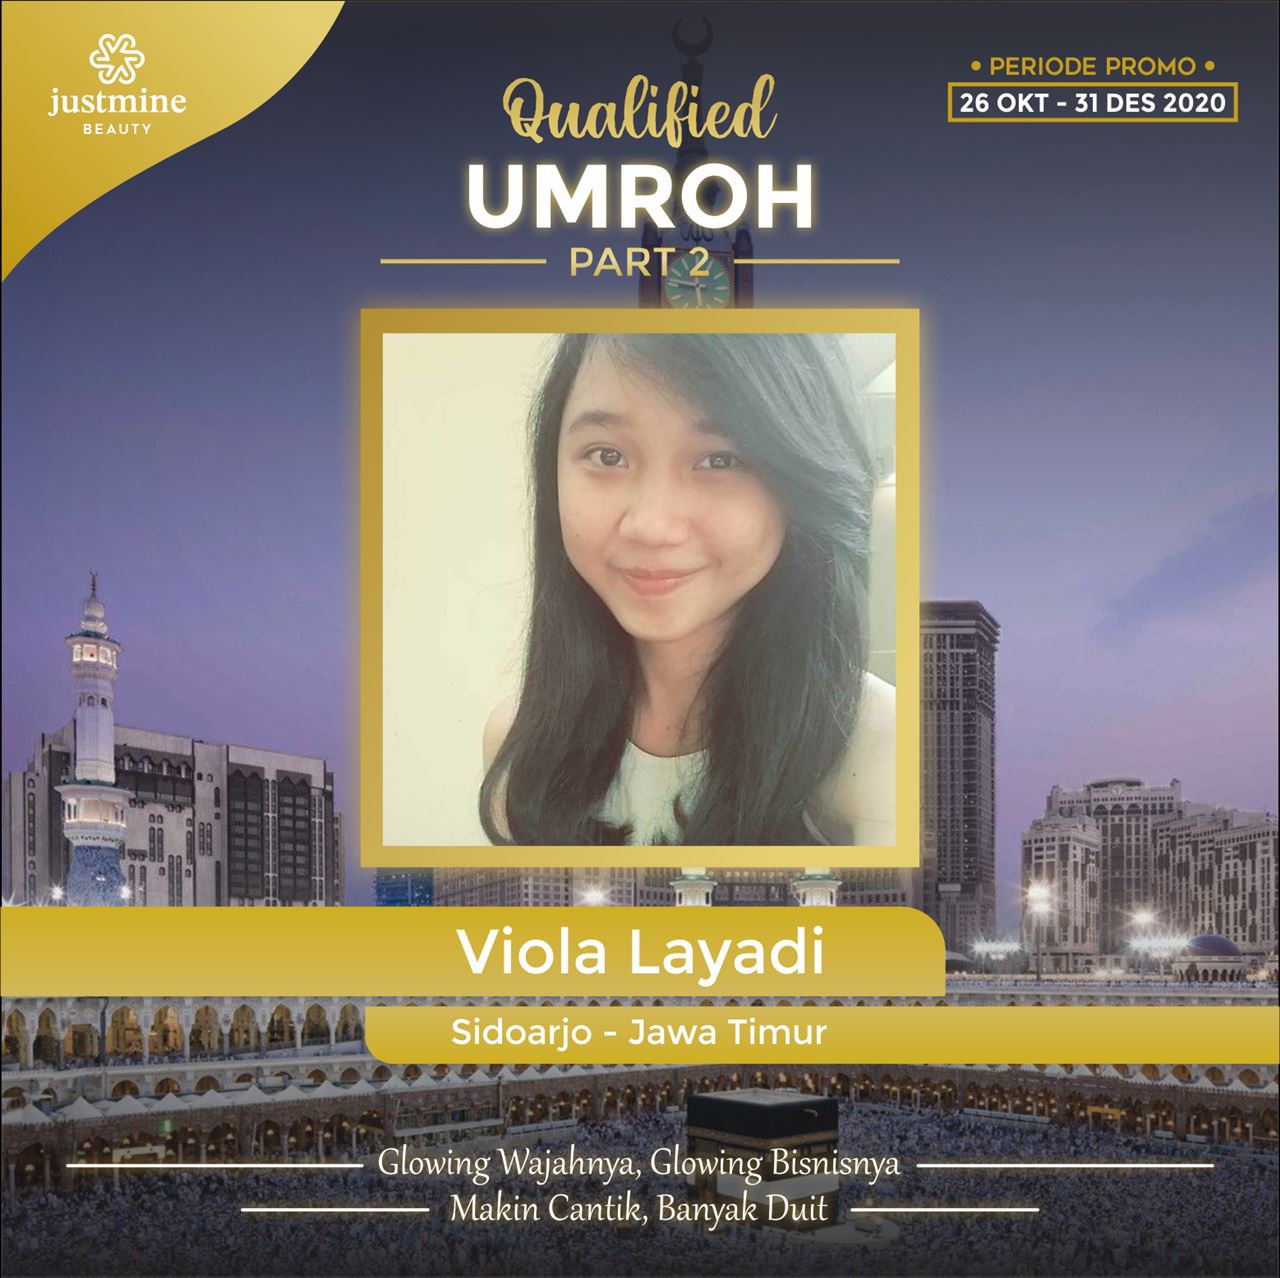 justmine
BEAUTY
• PERIODE PROMO •
26 OKT - 31 DES 2020
Qualified
UMROH
PART 2
Viola Layadi
Sidoarjo - Jawa Timur
Glowing Wajahnya, Glowing Bisnisnya
Makin Cantik, Banyak Duit